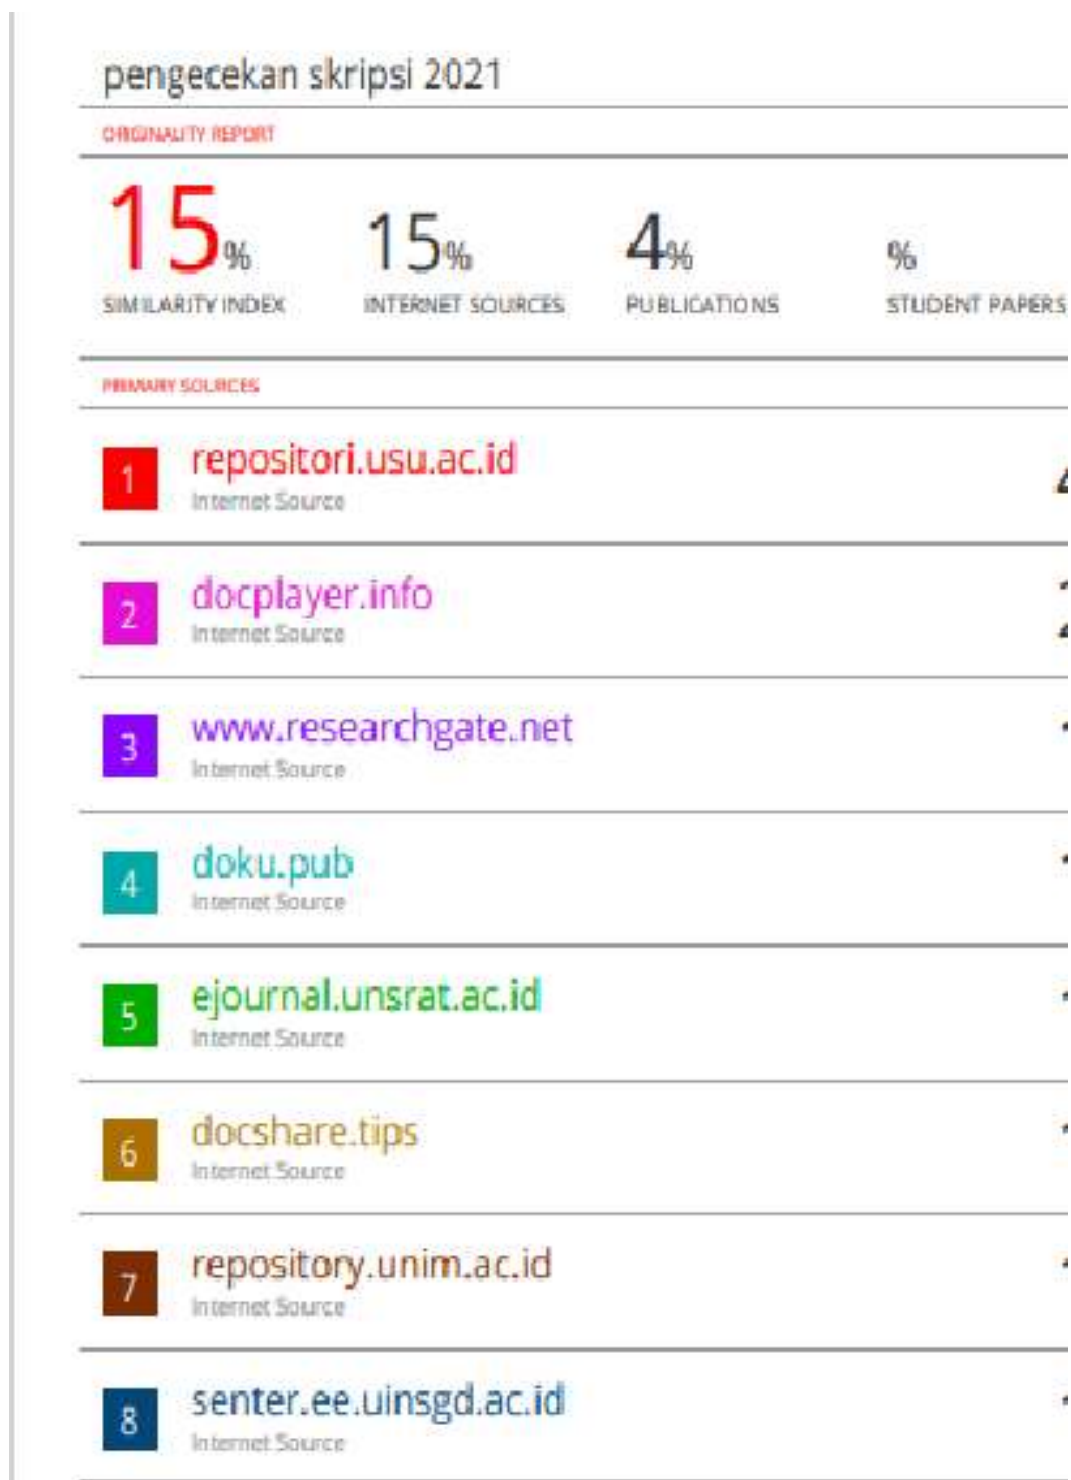 pengecekan skripsi 2021
ORIGINALITY REPORT
15% 15% 4% %
SIMILARITY INDEX INTERNET SOURCES PUBLICATIONS STUDENT PAPERS
PRIMARY SOURCES
1 repositori.usu.ac.id
Internet Source
2 docplayer.info
Internet Source
3 www.researchgate.net
Internet Source
4 doku.pub
Internet Source
5 ejournal.unsrat.ac.id
Internet Source
6 docshare.tips
Internet Source
7 repository.unim.ac.id
Internet Source
8 senter.ee.uinsgd.ac.id
Internet Source